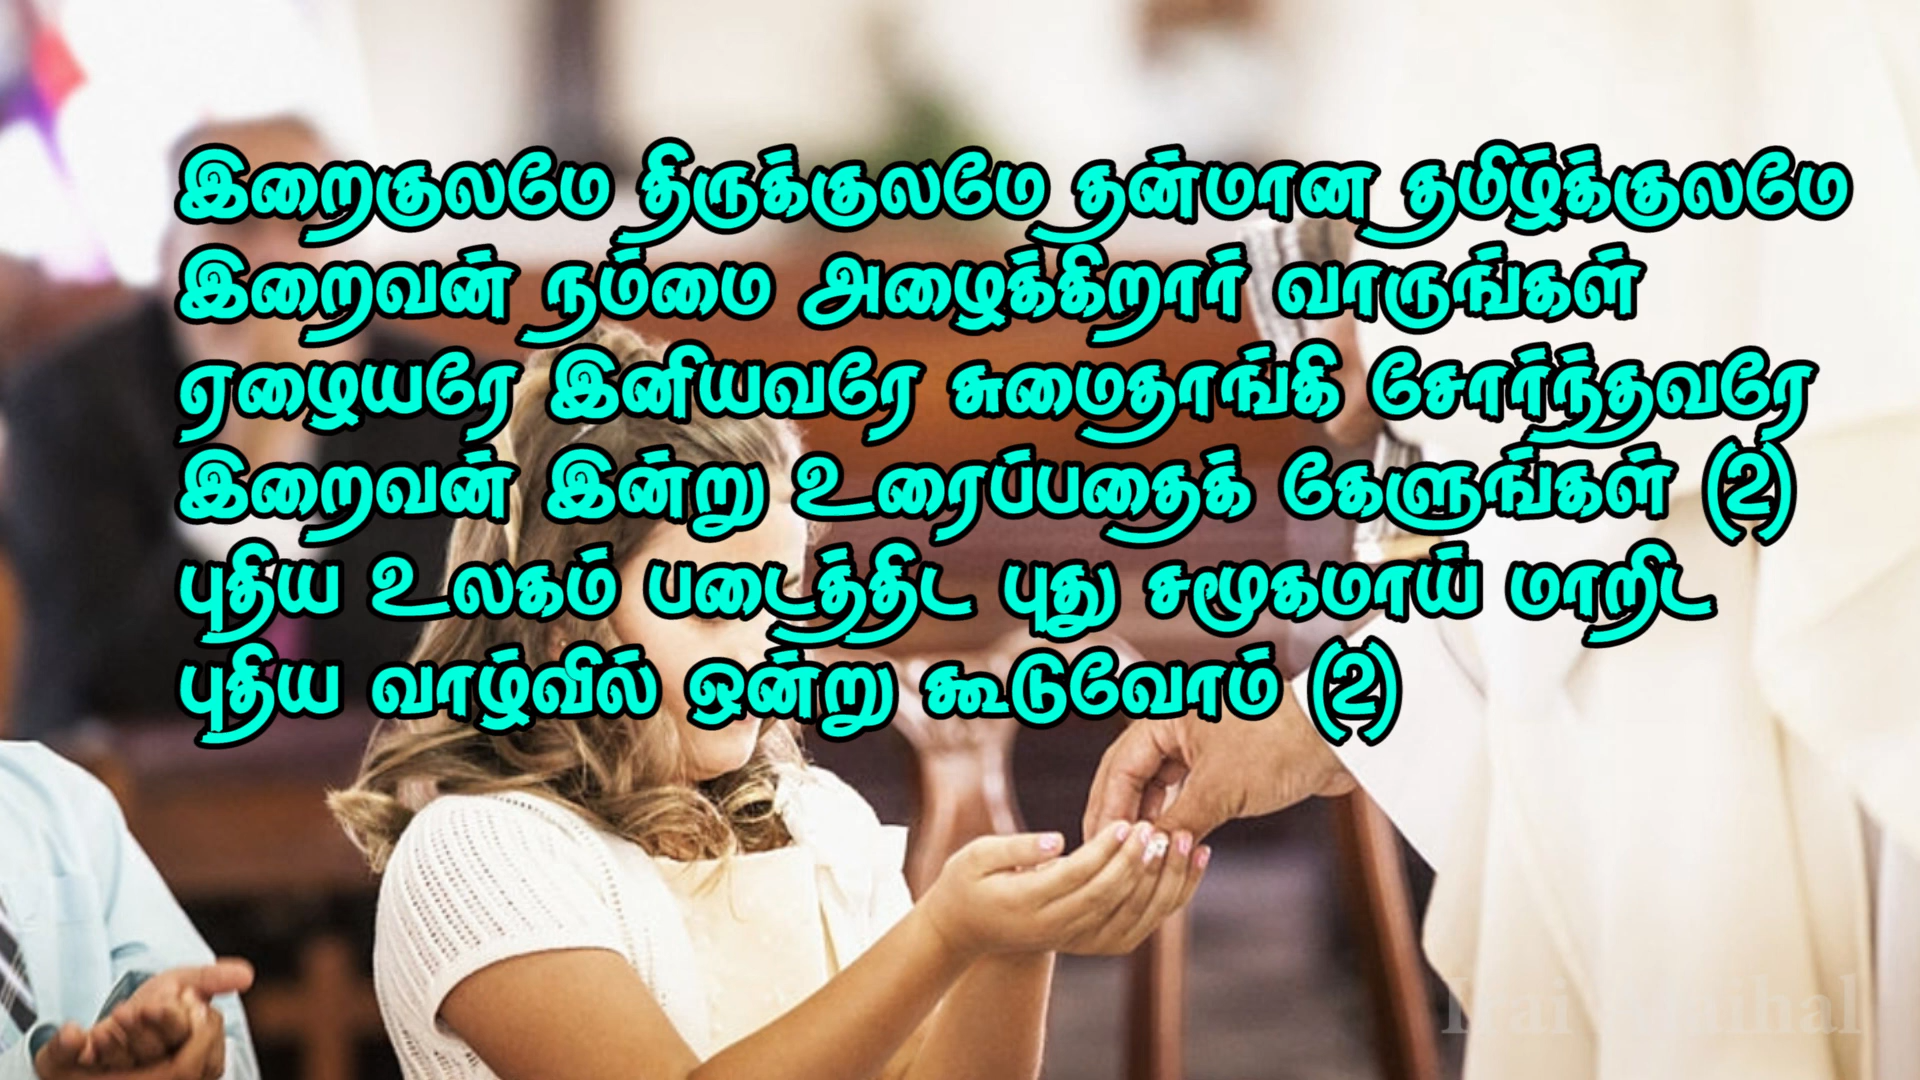 இறைகுலமே திருக்குலமே தன்மான தமிழ்க்குலமே
இறைவன் நம்மை அழைக்கிறார் வாருங்கள்
ஏழையரே இனியவரே சுமைதாங்கி சோர்ந்தவரே
இறைவன் இன்று உரைப்பதைக் கேளுங்கள் (2)
புதிய உலகம் படைத்திட புது சமூகமாய் மாறிட
புதிய வாழ்வில் ஒன்று கூடுவோம் (2)
Irai